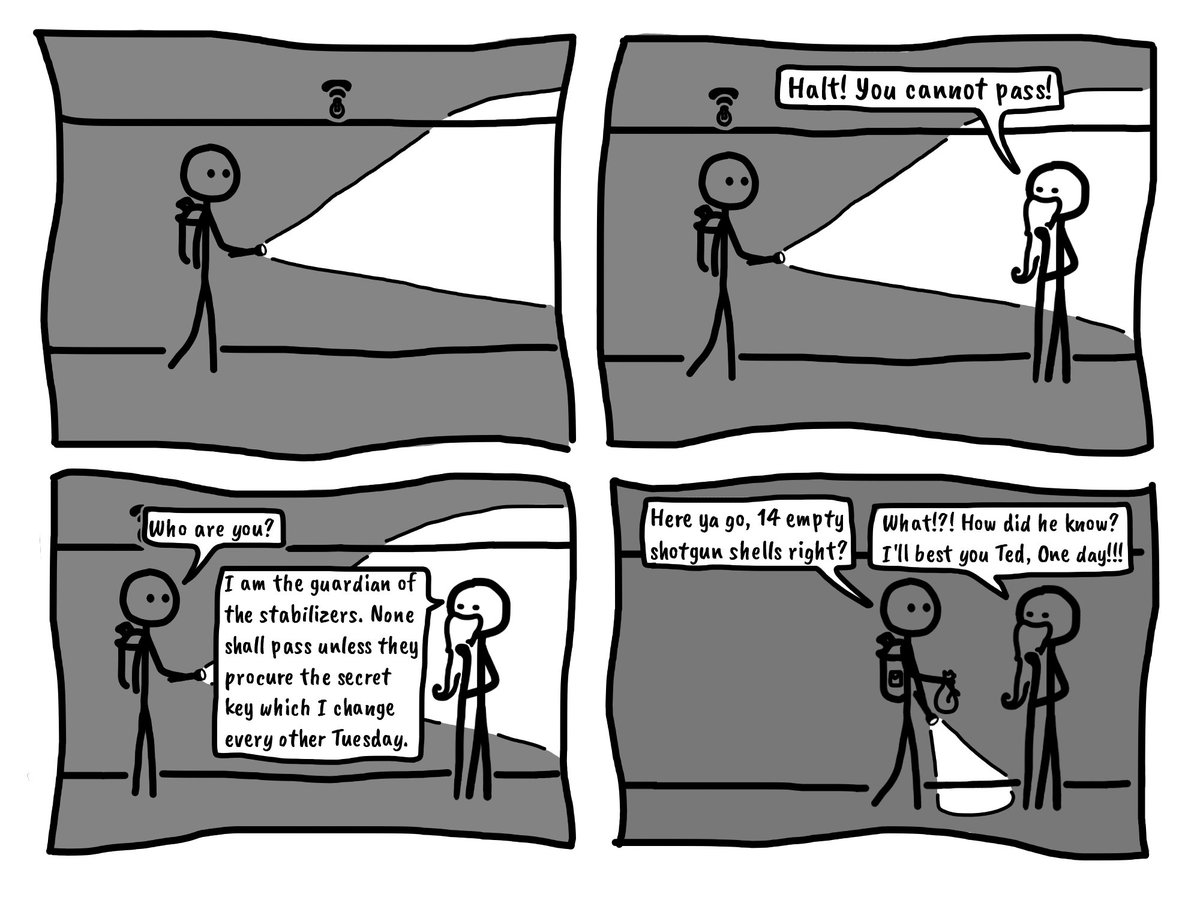 Halt! You cannot pass!
Who are you?
I am the guardian of
the stabilizers. None
shall pass unless they
procure the secret
key which I change
every other Tuesday.
Here ya go, 14 empty
shotgun shells right?
What!?! How did he know?
I'll best you Ted, One day!!!